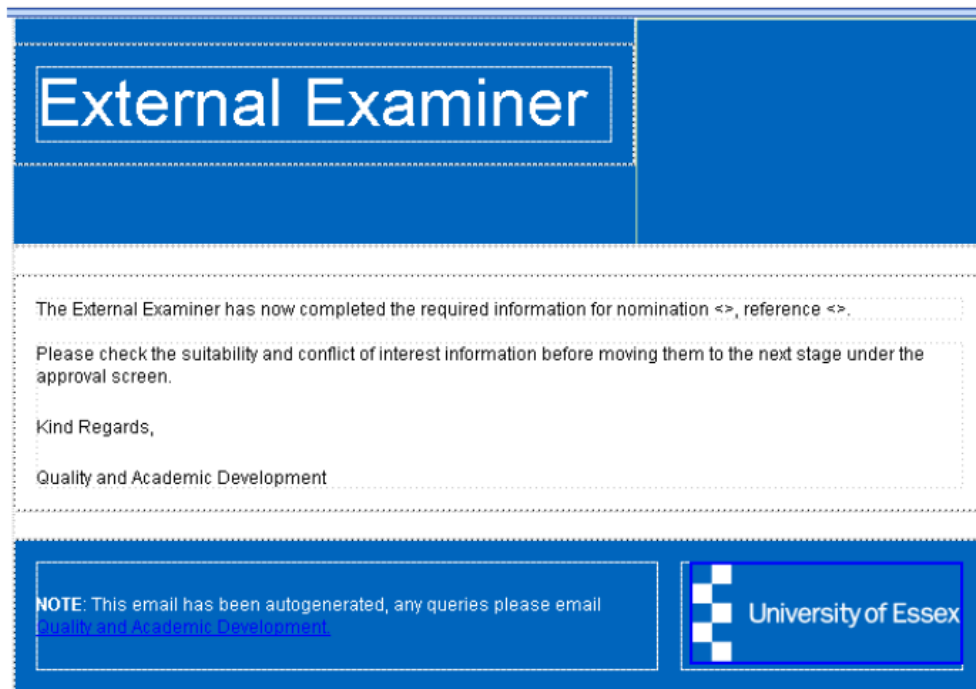 External Examiner
The External Examiner has now completed the required information for nomination <>, reference <>.
Please check the suitability and conflict of interest information before moving them to the next stage under the
approval screen.
Kind Regards,
Quality and Academic Development
NOTE: This email has been autogenerated, any queries please email
Quality and Academic Development.
University of Essex